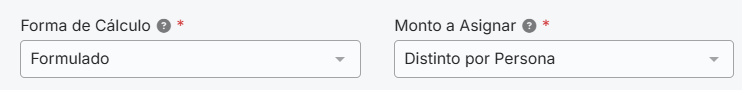 Forma de Cálculo ? * Monto a Asignar ? *
Formulado Distinto por Persona